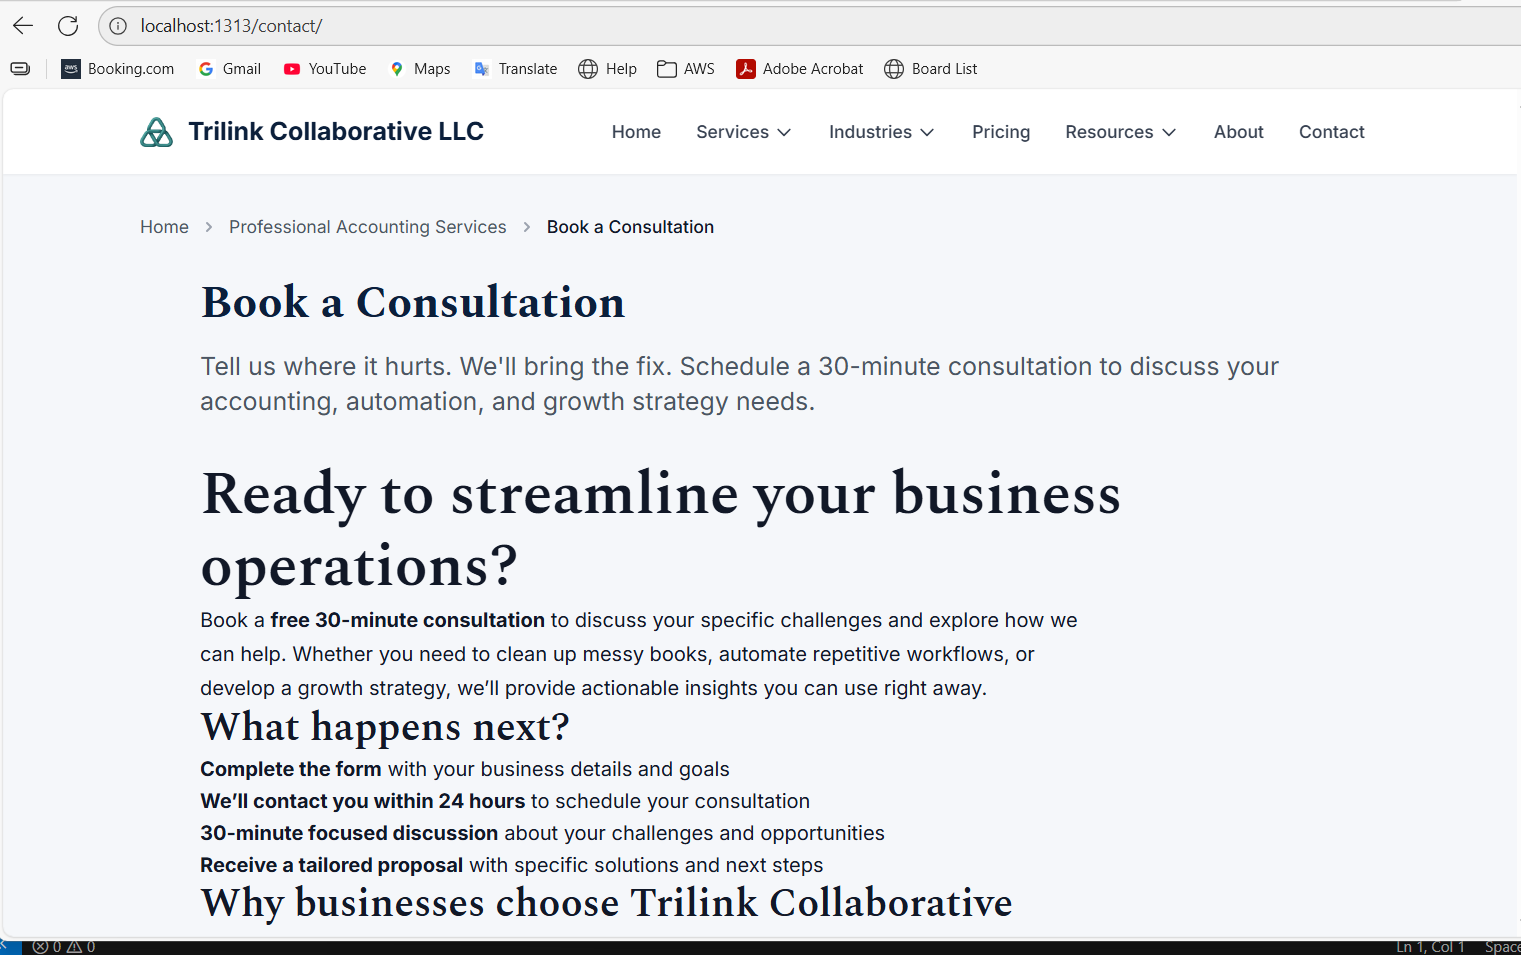 localhost:1313/contact/
aws Booking.com Gmail YouTube Maps Translate Help AWS Adobe Acrobat Board List
Trilink Collaborative LLC Home Services Industries Pricing Resources About Contact
Home > Professional Accounting Services > Book a Consultation
Book a Consultation
Tell us where it hurts. We'll bring the fix. Schedule a 30-minute consultation to discuss your
accounting, automation, and growth strategy needs.
Ready to streamline your business
operations?
Book a free 30-minute consultation to discuss your specific challenges and explore how we
can help. Whether you need to clean up messy books, automate repetitive workflows, or
develop a growth strategy, we’ll provide actionable insights you can use right away.
What happens next?
Complete the form with your business details and goals
We’ll contact you within 24 hours to schedule your consultation
30-minute focused discussion about your challenges and opportunities
Receive a tailored proposal with specific solutions and next steps
Why businesses choose Trilink Collaborative
0 0 Ln 1, Col 1